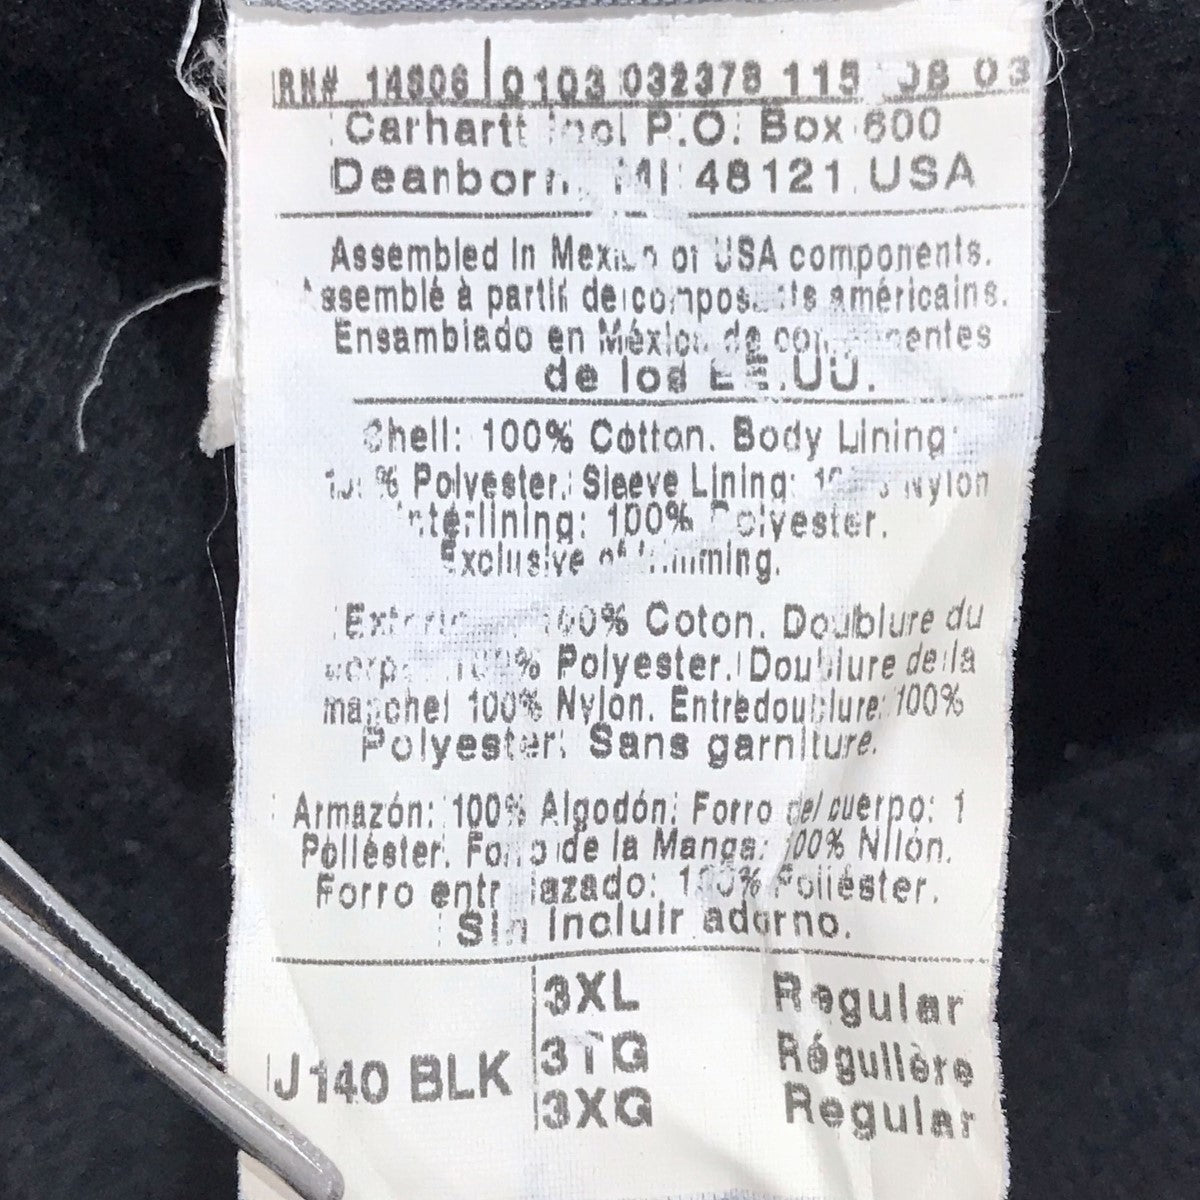 RN# 14806 0103 032378 115 08 03
Carhartt Inc. P.O. Box 600
Dearborn, MI 48121 USA
Assembled In Mexico of USA components.
Assemblé à partir de composants américains.
Ensamblado en México de componentes
de los EE.UU.
Shell: 100% Cotton. Body Lining:
100% Polyester. Sleeve Lining: 100% Nylon
Interlining: 100% Polyester.
Exclusive of trimming.
100% Coton. Doublure du
corps: 100% Polyester. Doublure de la
manche: 100% Nylon. Entredoublure: 100%
Polyester. Sans garniture.
Armazón: 100% Algodón. Forro del cuerpo: 1
Poliéster. Forro de la Manga: 100% Nilón.
Forro entrelazado: 100% Poliéster.
Sin Incluir adorno.
3XL Regular
3TG Régulière
J140 BLK
3XG Regular